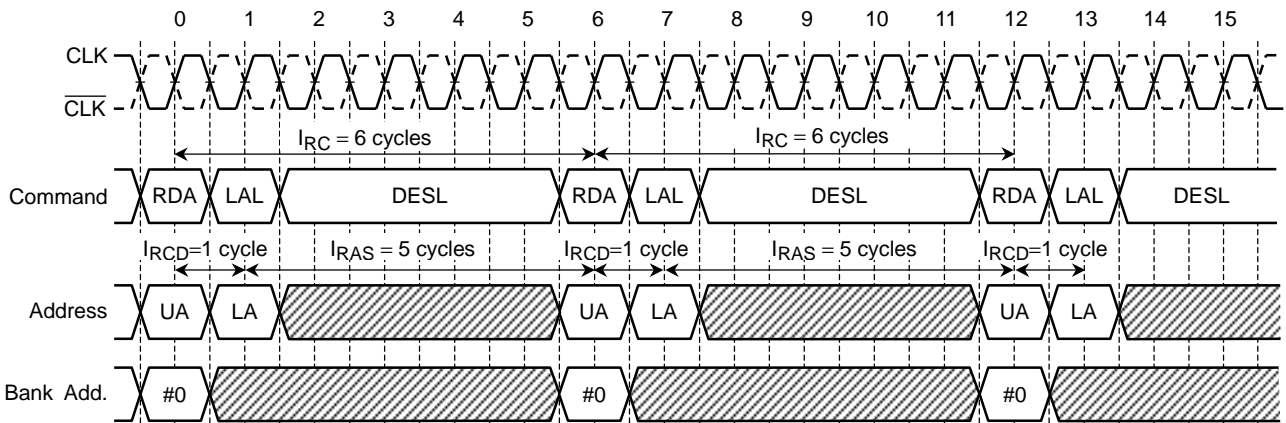 0 1 2 3 4 5 6 7 8 9 10 11 12 13 14 15
CLK
CLK
IRC = 6 cycles IRC = 6 cycles
Command RDA LAL DESL RDA LAL DESL RDA LAL DESL
IRCD=1 cycle IRAS = 5 cycles IRCD=1 cycle IRAS = 5 cycles IRCD=1 cycle
Address UA LA UA LA UA LA
Bank Add. #0 #0 #0